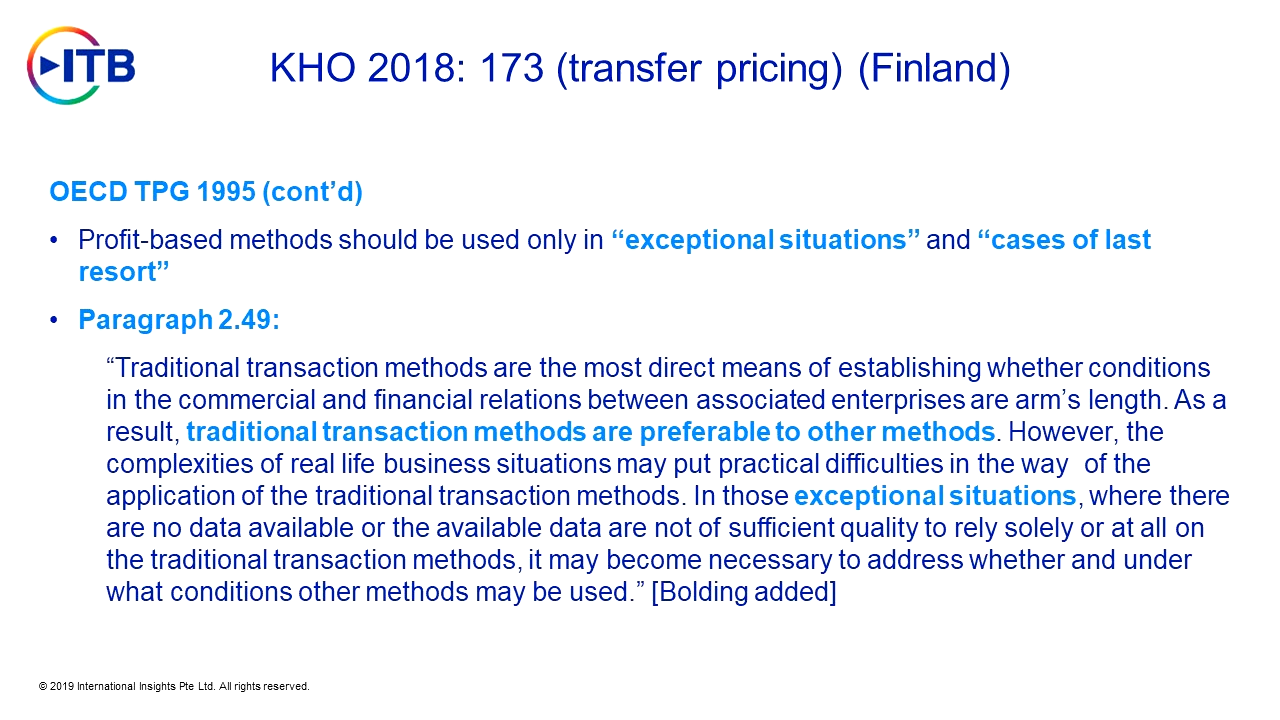 ITB
KHO 2018: 173 (transfer pricing) (Finland)
OECD TPG 1995 (cont’d)
• Profit-based methods should be used only in “exceptional situations” and “cases of last
resort”
• Paragraph 2.49:
“Traditional transaction methods are the most direct means of establishing whether conditions
in the commercial and financial relations between associated enterprises are arm’s length. As a
result, traditional transaction methods are preferable to other methods. However, the
complexities of real life business situations may put practical difficulties in the way of the
application of the traditional transaction methods. In those exceptional situations, where there
are no data available or the available data are not of sufficient quality to rely solely or at all on
the traditional transaction methods, it may become necessary to address whether and under
what conditions other methods may be used.” [Bolding added]
© 2019 International Insights Pte Ltd. All rights reserved.